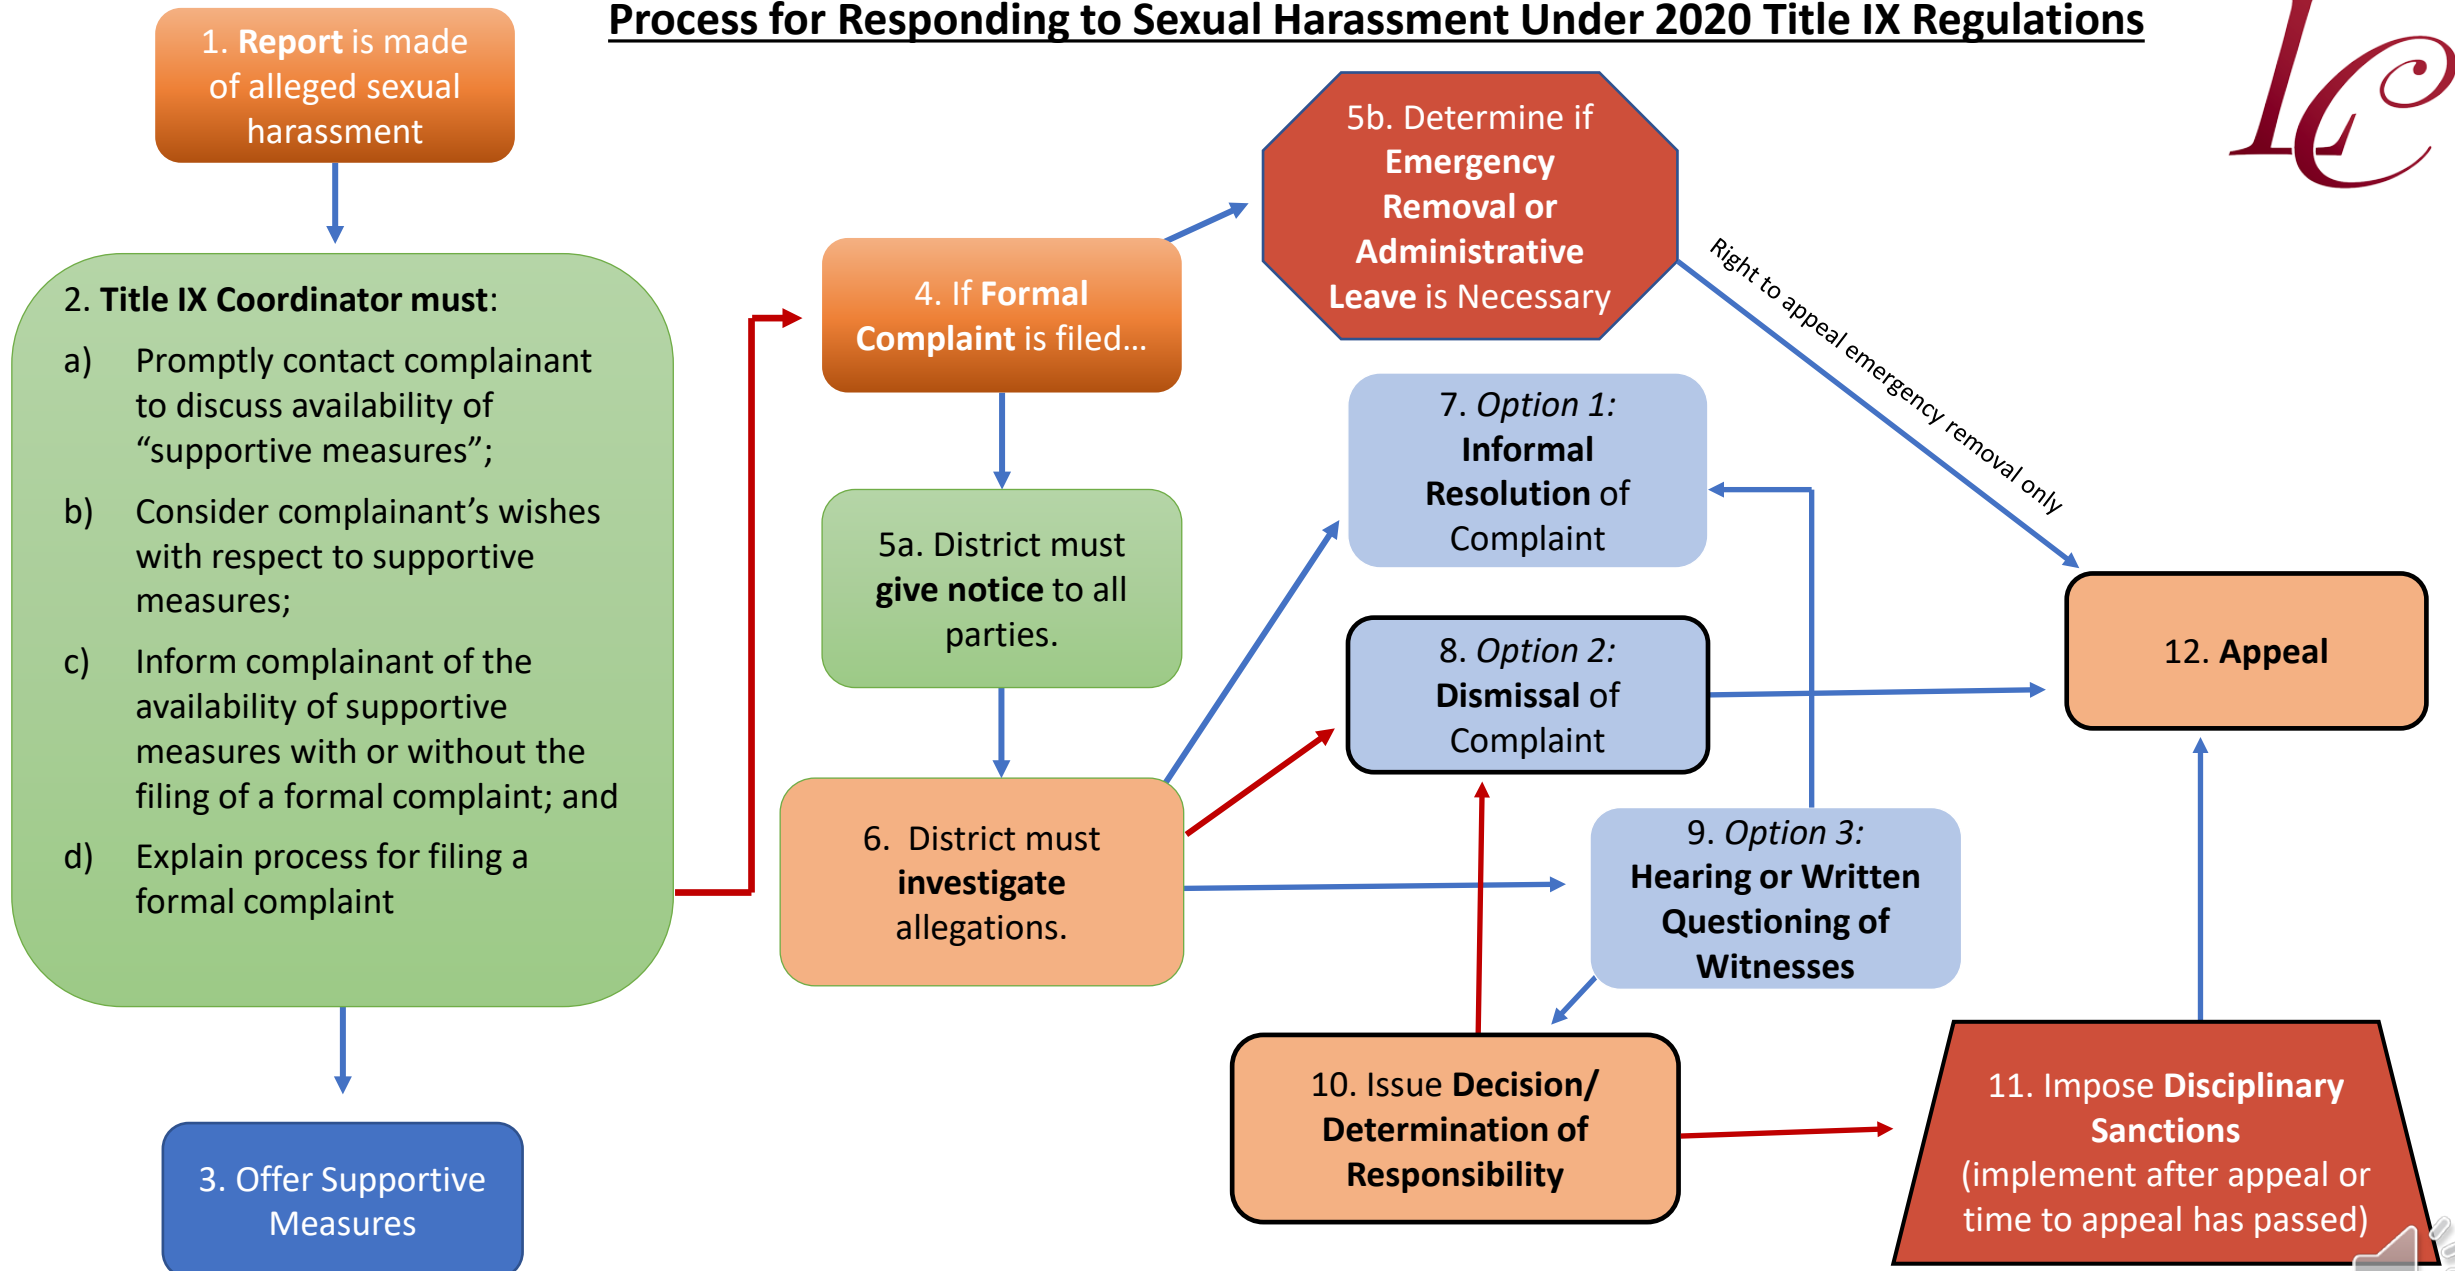 Process for Responding to Sexual Harassment Under 2020 Title IX Regulations
LC
1. Report is made
of alleged sexual
harassment
2. Title IX Coordinator must:
a) Promptly contact complainant
to discuss availability of
“supportive measures”;
b) Consider complainant’s wishes
with respect to supportive
measures;
c) Inform complainant of the
availability of supportive
measures with or without the
filing of a formal complaint; and
d) Explain process for filing a
formal complaint
3. Offer Supportive
Measures
4. If Formal
Complaint is filed...
5a. District must
give notice to all
parties.
5b. Determine if
Emergency
Removal or
Administrative
Leave is Necessary
Right to appeal emergency removal only
6. District must
investigate
allegations.
7. Option 1:
Informal
Resolution of
Complaint
8. Option 2:
Dismissal of
Complaint
9. Option 3:
Hearing or Written
Questioning of
Witnesses
10. Issue Decision/
Determination of
Responsibility
11. Impose Disciplinary
Sanctions
(implement after appeal or
time to appeal has passed)
12. Appeal